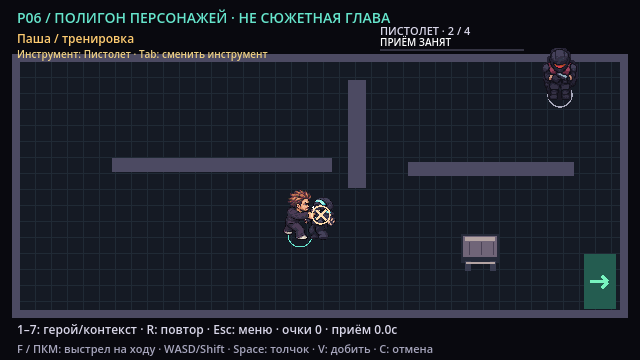 P06 / ПОЛИГОН ПЕРСОНАЖЕЙ · НЕ СЮЖЕТНАЯ ГЛАВА
Паша / тренировка
ПИСТОЛЕТ · 2 / 4
ПРИЁМ ЗАНЯТ
Инструмент: Пистолет · Tab: сменить инструмент
1–7: герой/контекст · R: повтор · Esc: меню · очки 0 · приём 0.0с
F / ПКМ: выстрел на ходу · WASD/Shift · Space: толчок · V: добить · C: отмена